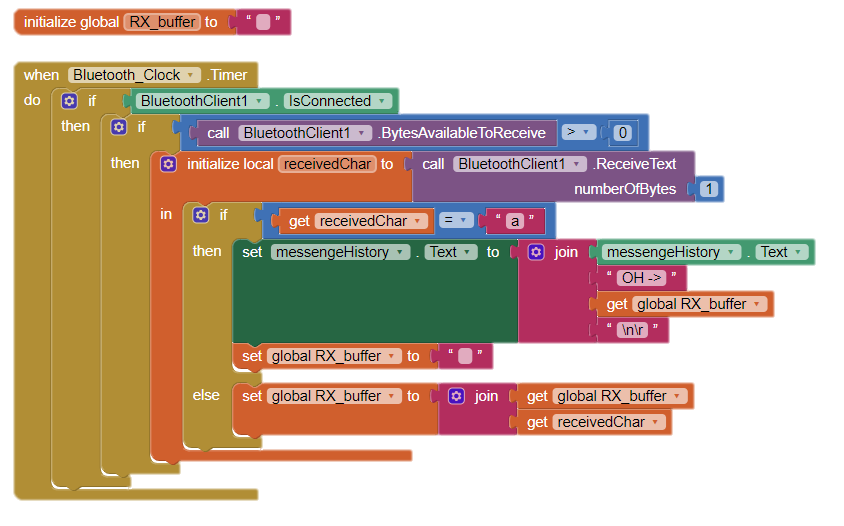 initialize global RX_buffer to " "
when Bluetooth_Clock .Timer
do if BluetoothClient1 . IsConnected
then if call BluetoothClient1 .BytesAvailableToReceive > 0
then initialize local receivedChar to call BluetoothClient1 .ReceiveText
numberOfBytes 1
in if get receivedChar = " a "
then set messengeHistory . Text to join messengeHistory . Text
" OH -> "
get global RX_buffer
" \n\r "
set global RX_buffer to " "
else set global RX_buffer to join get global RX_buffer
get receivedChar